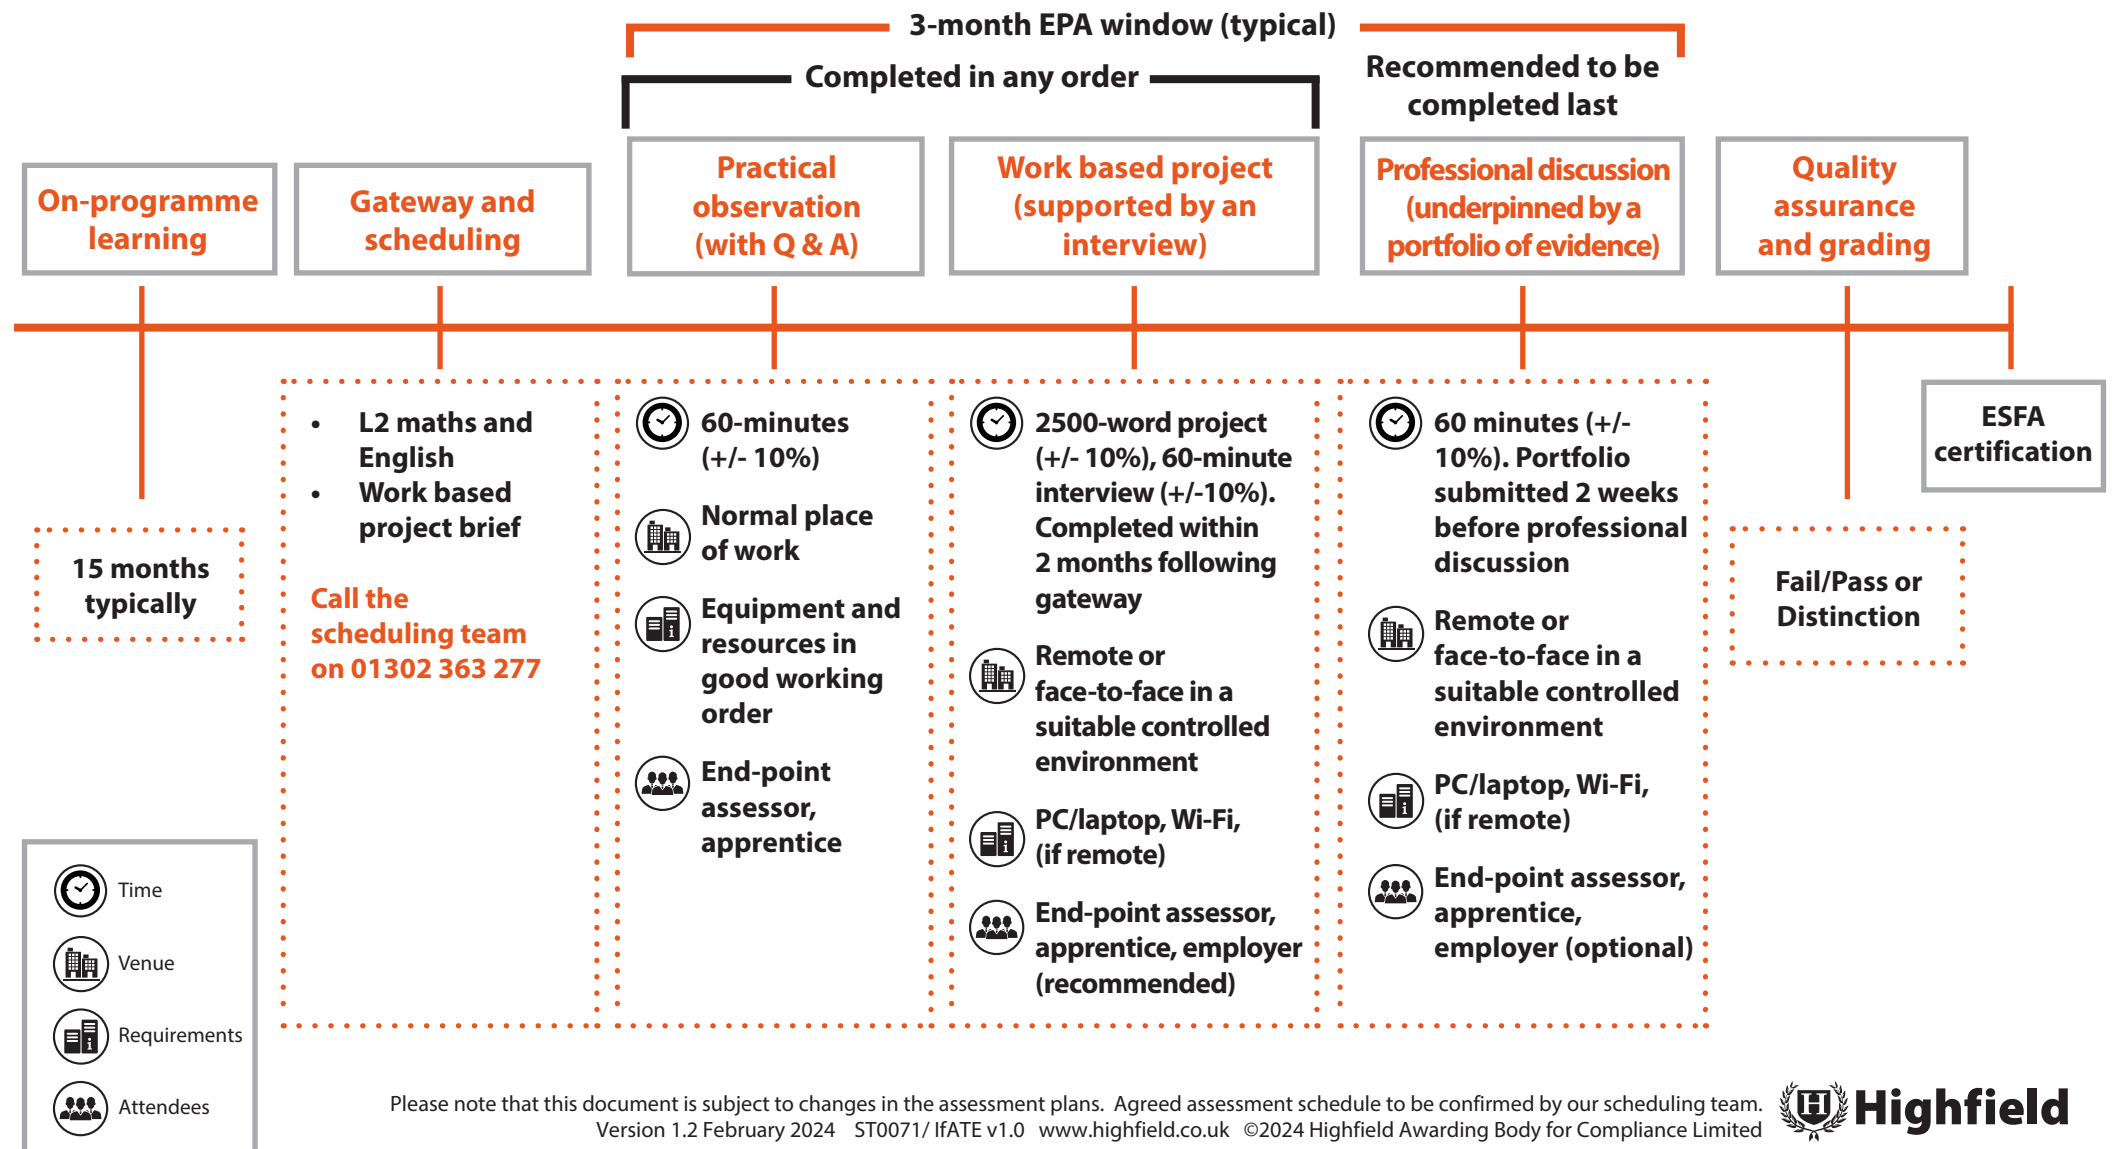 3-month EPA window (typical)
Completed in any order
Recommended to be
completed last
On-programme
learning
Gateway and
scheduling
Practical
observation
(with Q & A)
Work based project
(supported by an
interview)
Professional discussion
(underpinned by a
portfolio of evidence)
Quality
assurance
and grading
15 months
typically
• L2 maths and
English
• Work based
project brief
Call the
scheduling team
on 01302 363 277
60-minutes
(+/- 10%)
Normal place
of work
Equipment and
resources in
good working
order
End-point
assessor,
apprentice
2500-word project
(+/- 10%), 60-minute
interview (+/-10%).
Completed within
2 months following
gateway
Remote or
face-to-face in a
suitable controlled
environment
PC/laptop, Wi-Fi,
(if remote)
End-point assessor,
apprentice, employer
(recommended)
60 minutes (+/-
10%). Portfolio
submitted 2 weeks
before professional
discussion
Remote or
face-to-face in a
suitable controlled
environment
PC/laptop, Wi-Fi,
(if remote)
End-point assessor,
apprentice,
employer (optional)
Fail/Pass or
Distinction
ESFA
certification
Time
Venue
Requirements
Attendees
Please note that this document is subject to changes in the assessment plans. Agreed assessment schedule to be confirmed by our scheduling team.
Version 1.2 February 2024 ST0071/ IfATE v1.0 www.highfield.co.uk ©2024 Highfield Awarding Body for Compliance Limited
H Highfield